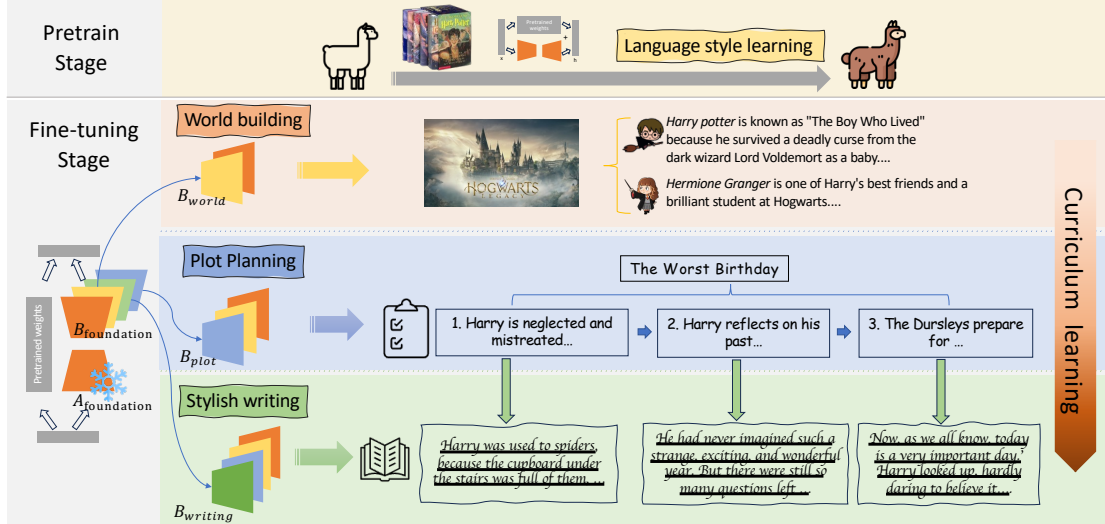 Pretrain
Stage
Harry Potter
Pretrained
weights
+
x
h
Language style learning
Fine-tuning
Stage
World building
B_world
HOGWARTS
LEGACY
Harry potter is known as "The Boy Who Lived"
because he survived a deadly curse from the
dark wizard Lord Voldemort as a baby....
Hermione Granger is one of Harry's best friends and a
brilliant student at Hogwarts....
Curriculum learning
Plot Planning
The Worst Birthday
Pretrained weights
B_foundation
A_foundation
B_plot
1. Harry is neglected and
mistreated…
2. Harry reflects on his
past…
3. The Dursleys prepare
for …
Stylish writing
B_writing
Harry was used to spiders,
because the cupboard under
the stairs was full of them. ...
He had never imagined such a
strange, exciting, and wonderful
year. But there were still so
many questions left ...
Now, as we all know, today
is a very important day.'
Harry looked up, hardly
daring to believe it....